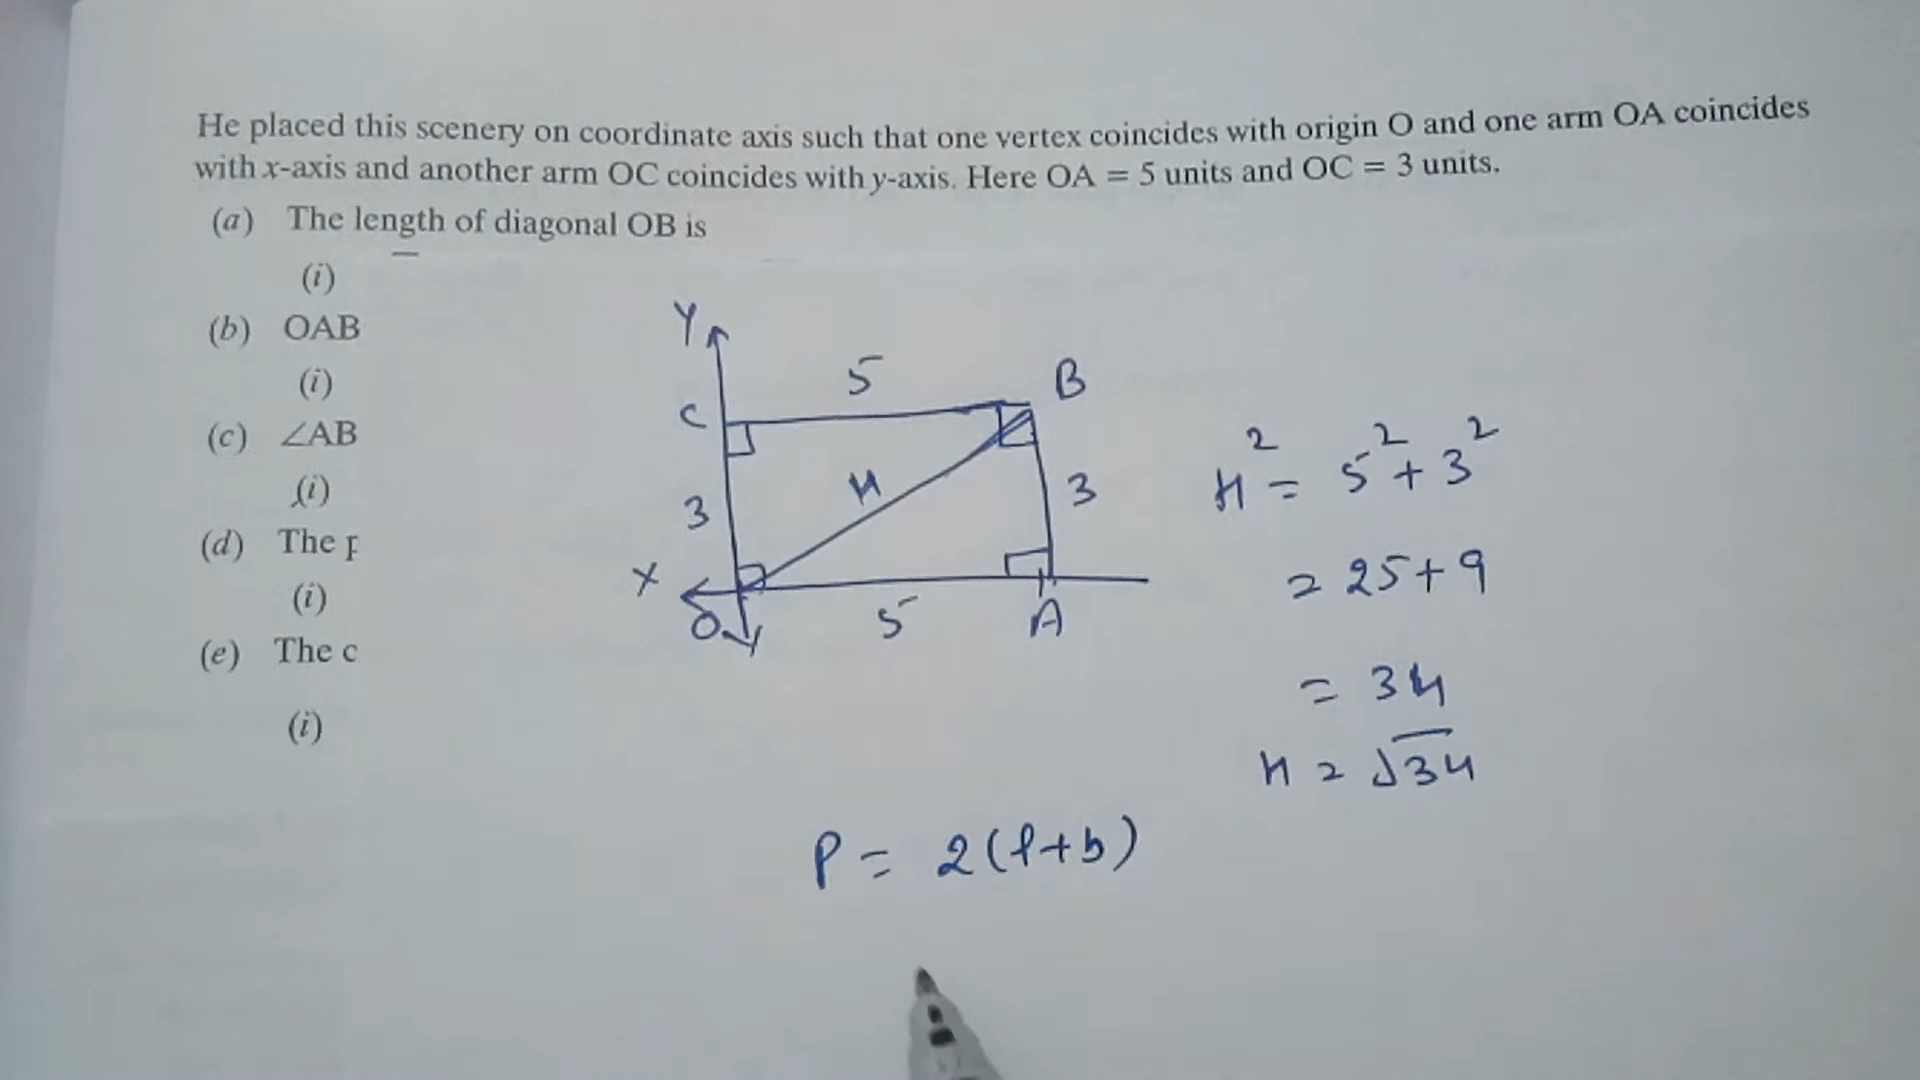 He placed this scenery on coordinate axis such that one vertex coincides with origin O and one arm OA coincides
with x-axis and another arm OC coincides with y-axis. Here OA = 5 units and OC = 3 units.
(a) The length of diagonal OB is
(i)
(b) OAB
(i)
(c) ∠AB
(i)
(d) The p
(i)
(e) The c
(i)
Y
5
B
C
H
3
3
X
O
5
A
Y
H² = 5² + 3²
= 25 + 9
= 34
H = √34
P = 2(l+b)